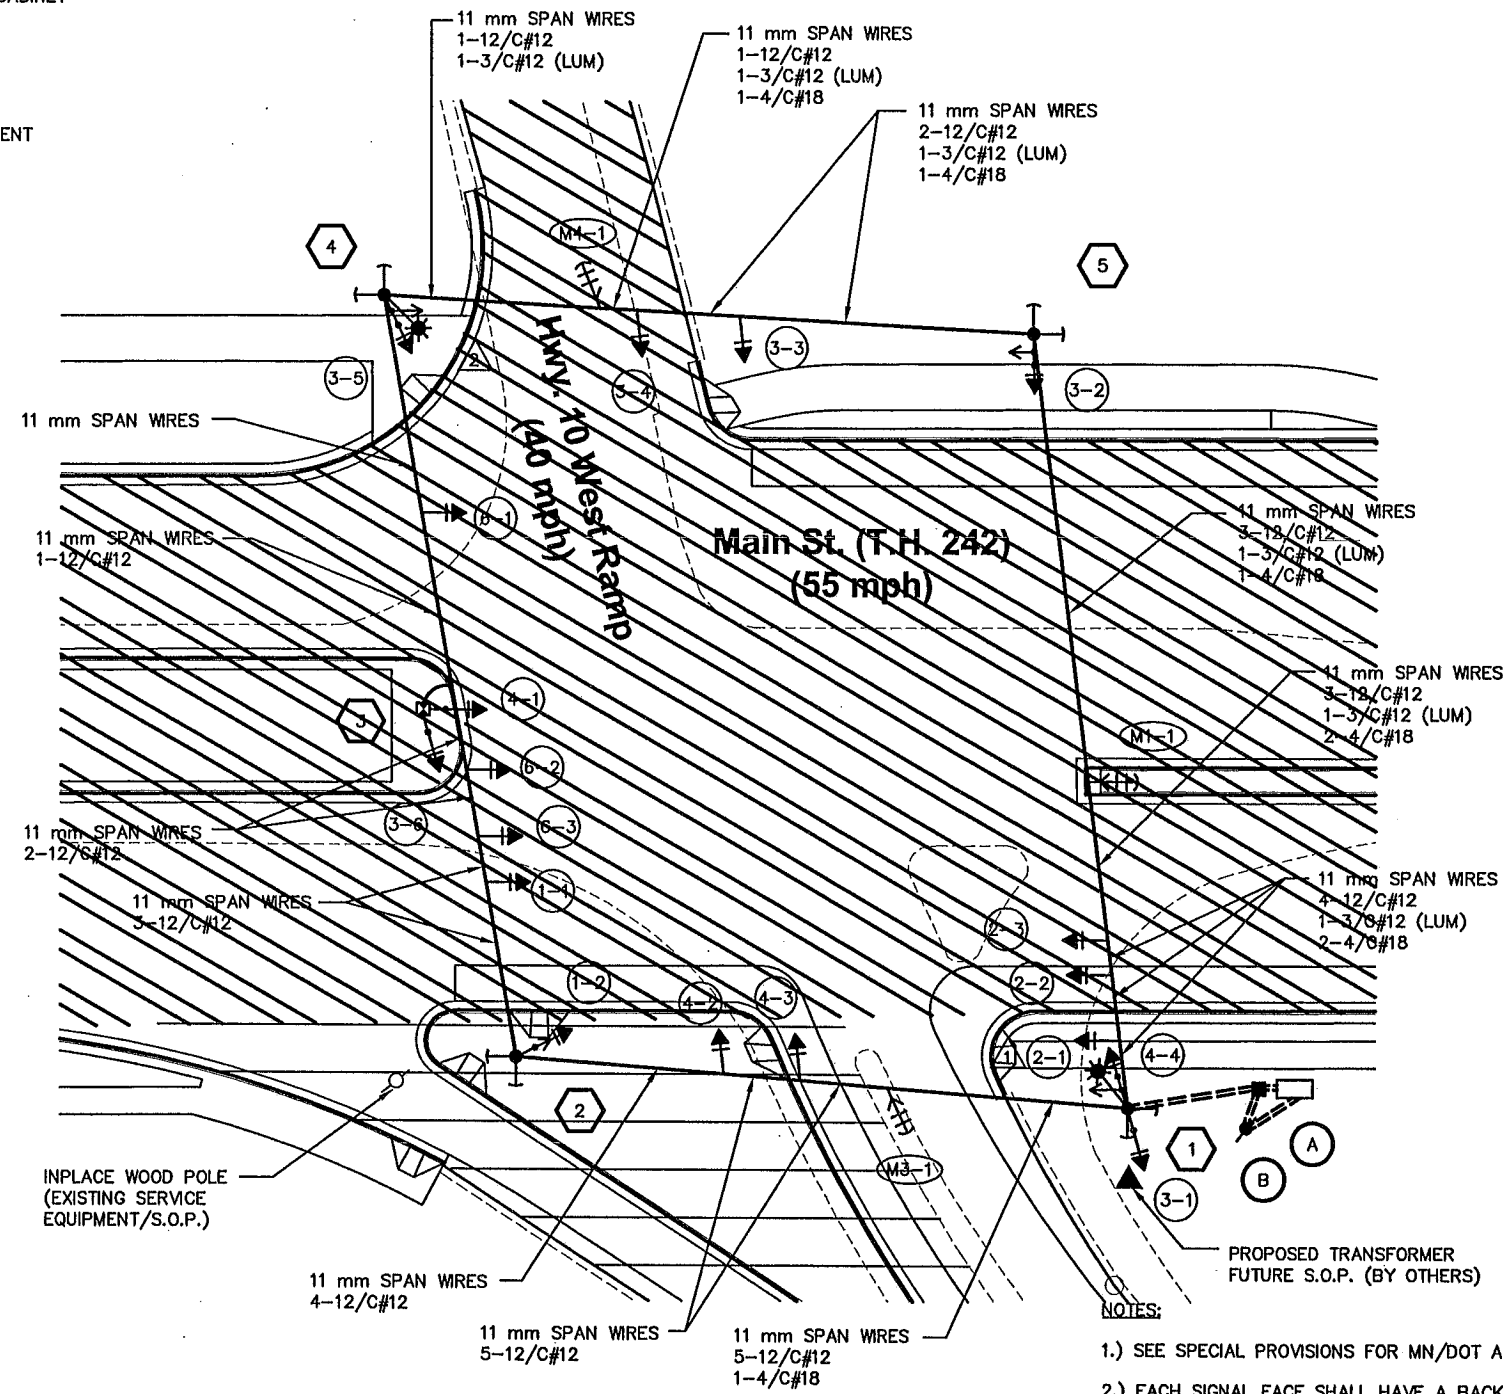 ENT
11 mm SPAN WIRES
1-12/C#12
1-3/C#12 (LUM)
11 mm SPAN WIRES
1-12/C#12
1-3/C#12 (LUM)
1-4/C#18
11 mm SPAN WIRES
2-12/C#12
1-3/C#12 (LUM)
1-4/C#18
M4-1
4
5
3-3
3-5
2
3-4
3-2
11 mm SPAN WIRES
Hwy. 10 West Ramp
(40 mph)
6-1
11 mm SPAN WIRES
1-12/C#12
Main St. (T.H. 242)
(55 mph)
11 mm SPAN WIRES
3-12/C#12
1-3/C#12 (LUM)
1-4/C#18
4-1
3
11 mm SPAN WIRES
3-12/C#12
1-3/C#12 (LUM)
2-4/C#18
M1-1
6-2
3-6
6-3
11 mm SPAN WIRES
2-12/C#12
1-1
11 mm SPAN WIRES
3-12/C#12
11 mm SPAN WIRES
4-12/C#12
1-3/C#12 (LUM)
2-4/C#18
2-3
1-2
2-2
4-2
4-3
1
2-1
4-4
2
1
A
B
M3-1
3-1
INPLACE WOOD POLE
(EXISTING SERVICE
EQUIPMENT/S.O.P.)
PROPOSED TRANSFORMER
FUTURE S.O.P. (BY OTHERS)
11 mm SPAN WIRES
4-12/C#12
11 mm SPAN WIRES
5-12/C#12
11 mm SPAN WIRES
5-12/C#12
1-4/C#18
NOTES:
1.) SEE SPECIAL PROVISIONS FOR MN/DOT A
2.) EACH SIGNAL FACE SHALL HAVE A BACK